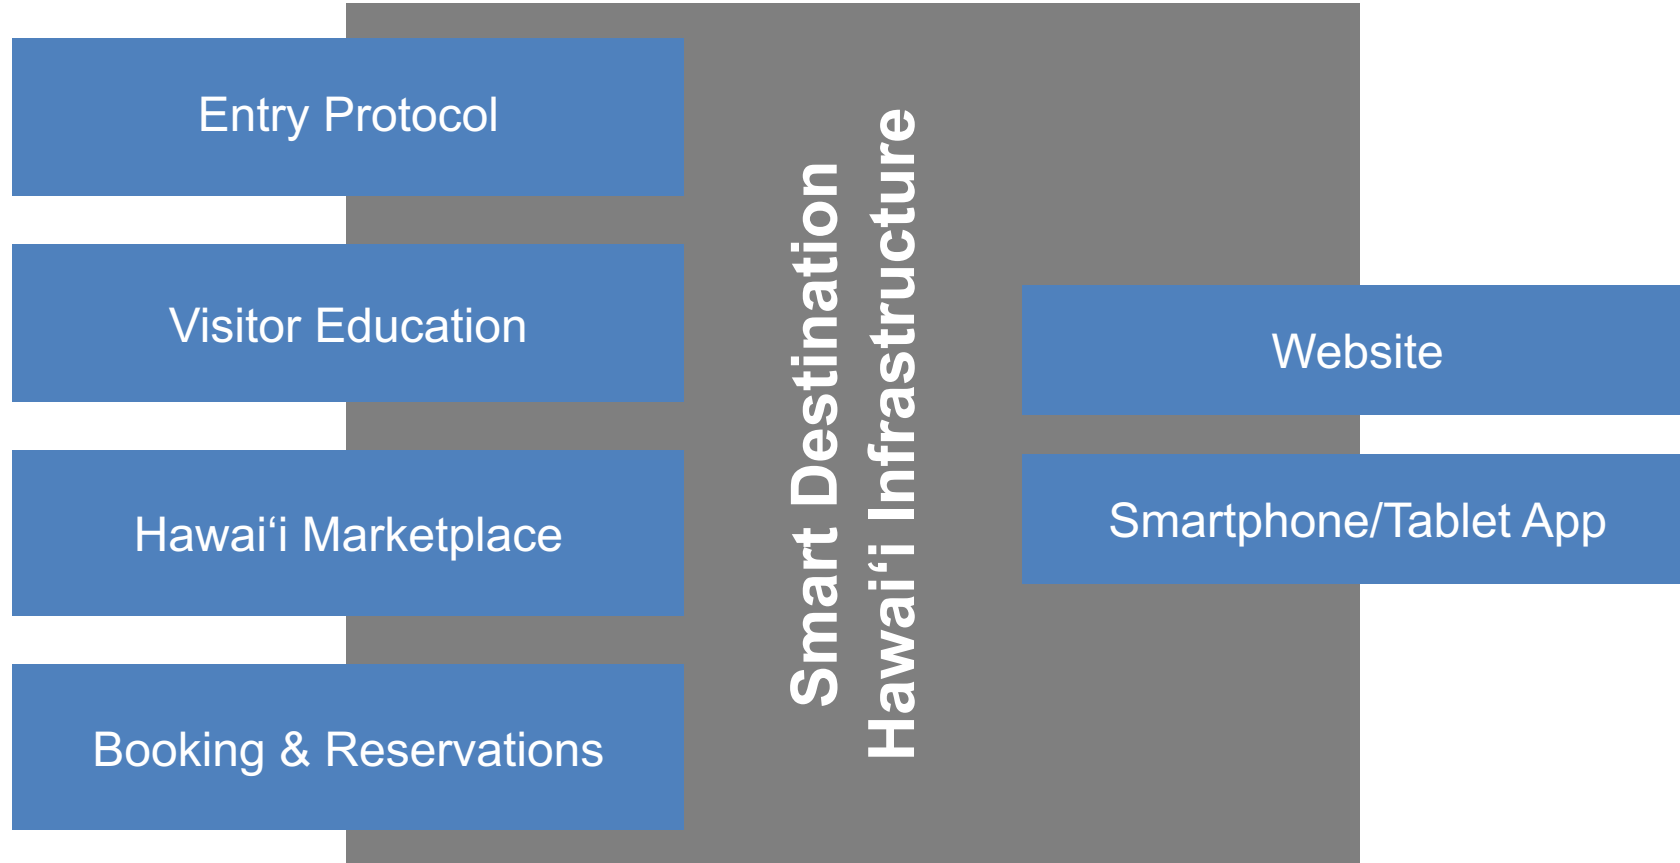 Entry Protocol
Visitor Education
Hawai‘i Marketplace
Booking & Reservations
Smart Destination
Hawai‘i Infrastructure
Website
Smartphone/Tablet App